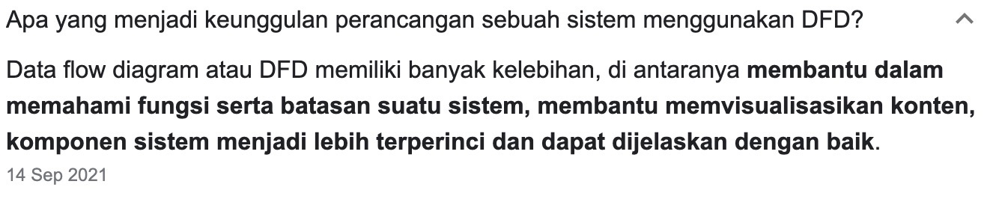 Apa yang menjadi keunggulan perancangan sebuah sistem menggunakan DFD?
Data flow diagram atau DFD memiliki banyak kelebihan, di antaranya membantu dalam
memahami fungsi serta batasan suatu sistem, membantu memvisualisasikan konten,
komponen sistem menjadi lebih terperinci dan dapat dijelaskan dengan baik.
14 Sep 2021